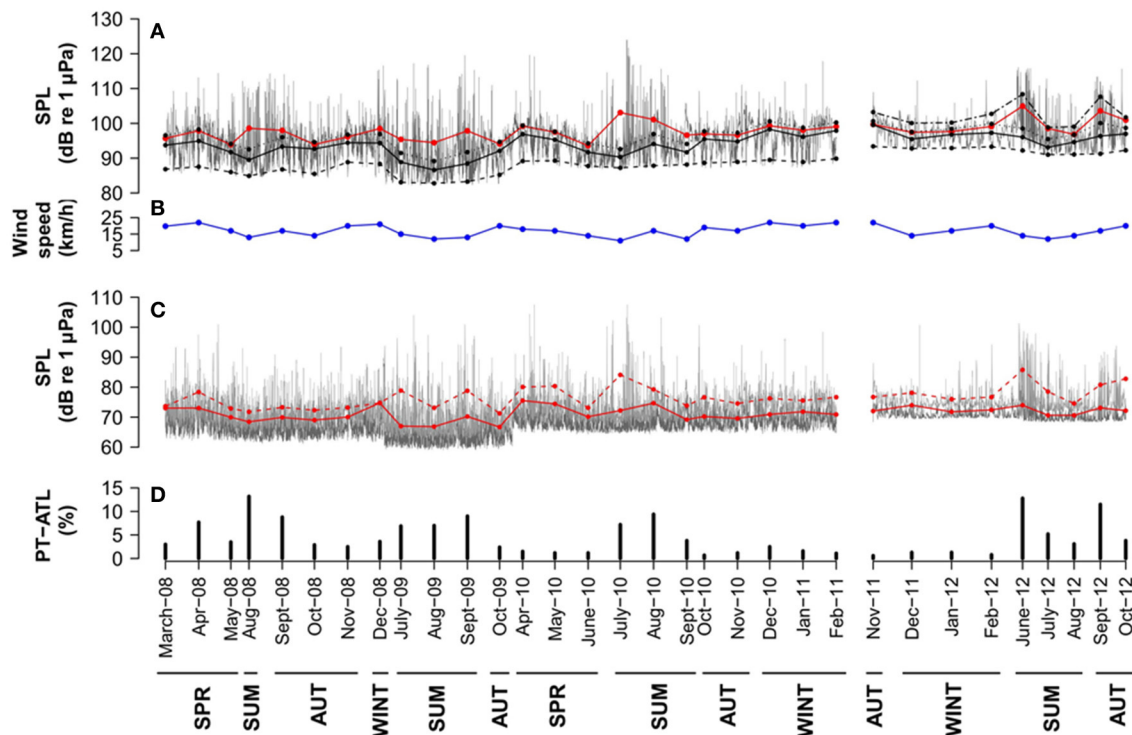 A
SPL
(dB re 1 µPa)
130
120
110
100
90
80
B
Wind
speed
(km/h)
25
15
5
C
SPL
(dB re 1 µPa)
110
100
90
80
70
60
D
PT−ATL
(%)
15
10
5
0
March−08
Apr−08
May−08
Aug−08
Sept−08
Oct−08
Nov−08
Dec−08
July−09
Aug−09
Sept−09
Oct−09
Apr−10
May−10
June−10
July−10
Aug−10
Sept−10
Oct−10
Nov−10
Dec−10
Jan−11
Feb−11
Nov−11
Dec−11
Jan−12
Feb−12
June−12
July−12
Aug−12
Sept−12
Oct−12
SPR
SUM
AUT
WINT
SUM
AUT
SPR
SUM
AUT
WINT
AUT
WINT
SUM
AUT